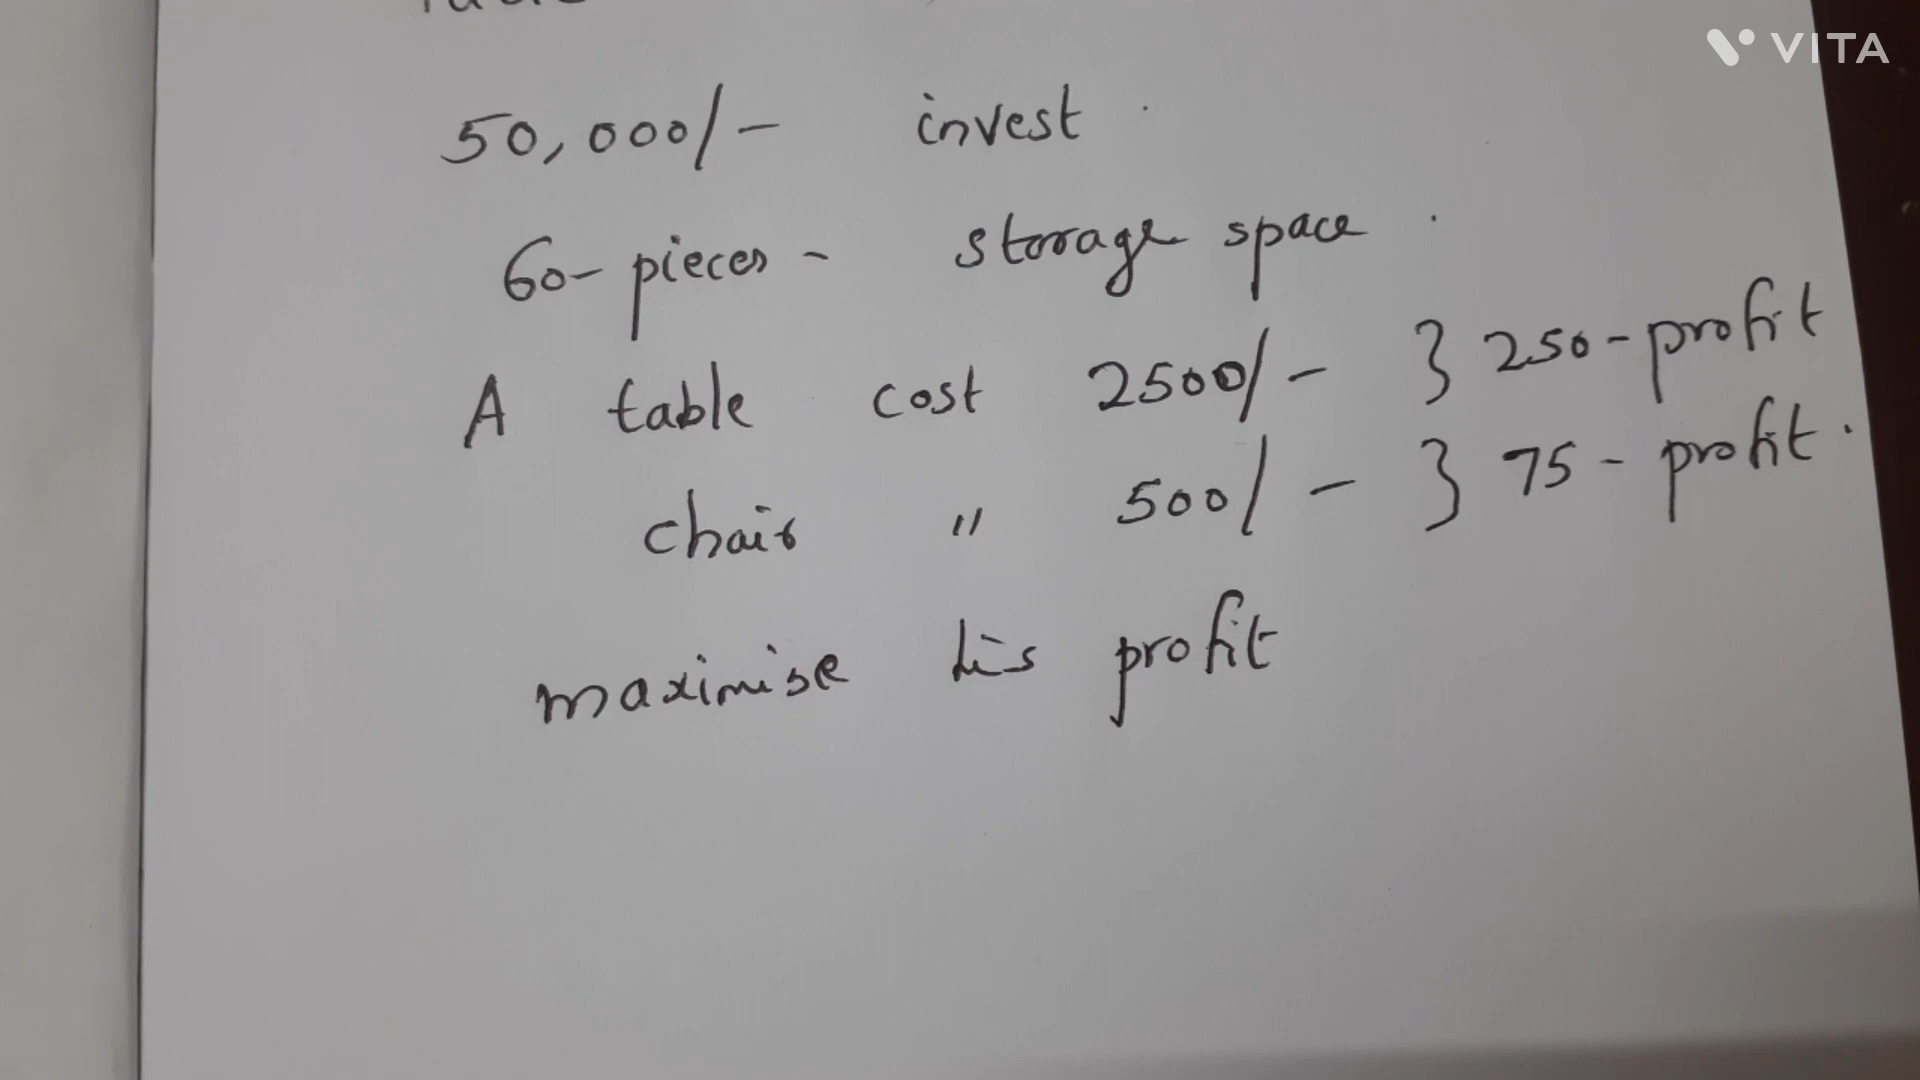 VITA
50,000/- invest
60-pieces - storage space.
A table cost 2500/- } 250-profit
chair " 500/- } 75 - profit.
maximise his profit